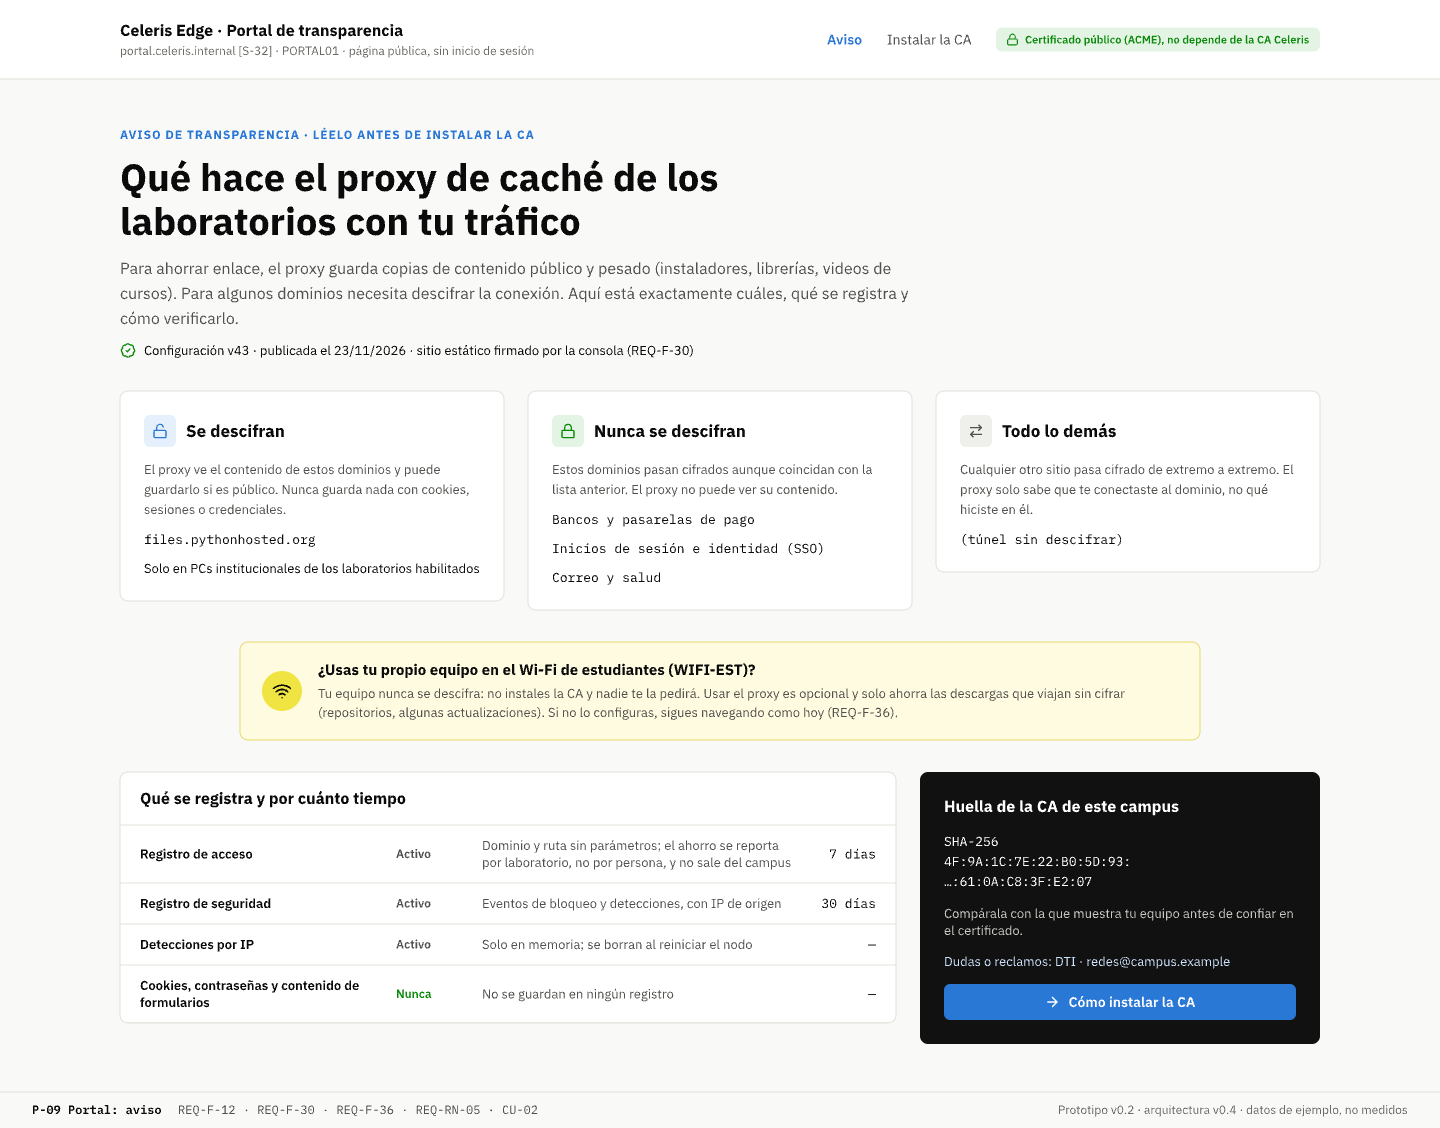 Celeris Edge · Portal de transparencia
portal.celeris.internal [S-32] · PORTAL01 · página pública, sin inicio de sesión
Aviso
Instalar la CA
Certificado público (ACME), no depende de la CA Celeris
AVISO DE TRANSPARENCIA · LÉELO ANTES DE INSTALAR LA CA
Qué hace el proxy de caché de los
laboratorios con tu tráfico
Para ahorrar enlace, el proxy guarda copias de contenido público y pesado (instaladores, librerías, videos de
cursos). Para algunos dominios necesita descifrar la conexión. Aquí está exactamente cuáles, qué se registra y
cómo verificarlo.
Configuración v43 · publicada el 23/11/2026 · sitio estático firmado por la consola (REQ-F-30)
Se descifran
El proxy ve el contenido de estos dominios y puede
guardarlo si es público. Nunca guarda nada con cookies,
sesiones o credenciales.
files.pythonhosted.org
Solo en PCs institucionales de los laboratorios habilitados
Nunca se descifran
Estos dominios pasan cifrados aunque coincidan con la
lista anterior. El proxy no puede ver su contenido.
Bancos y pasarelas de pago
Inicios de sesión e identidad (SSO)
Correo y salud
Todo lo demás
Cualquier otro sitio pasa cifrado de extremo a extremo. El
proxy solo sabe que te conectaste al dominio, no qué
hiciste en él.
(túnel sin descifrar)
¿Usas tu propio equipo en el Wi-Fi de estudiantes (WIFI-EST)?
Tu equipo nunca se descifra: no instales la CA y nadie te la pedirá. Usar el proxy es opcional y solo ahorra las descargas que viajan sin cifrar
(repositorios, algunas actualizaciones). Si no lo configuras, sigues navegando como hoy (REQ-F-36).
Qué se registra y por cuánto tiempo
Registro de acceso
Activo
Dominio y ruta sin parámetros; el ahorro se reporta
por laboratorio, no por persona, y no sale del campus
7 días
Registro de seguridad
Activo
Eventos de bloqueo y detecciones, con IP de origen
30 días
Detecciones por IP
Activo
Solo en memoria; se borran al reiniciar el nodo
—
Cookies, contraseñas y contenido de
formularios
Nunca
No se guardan en ningún registro
—
Huella de la CA de este campus
SHA-256
4F:9A:1C:7E:22:B0:5D:93:
…:61:0A:C8:3F:E2:07
Compárala con la que muestra tu equipo antes de confiar en
el certificado.
Dudas o reclamos: DTI · redes@campus.example
Cómo instalar la CA
P-09 Portal: aviso
REQ-F-12 · REQ-F-30 · REQ-F-36 · REQ-RN-05 · CU-02
Prototipo v0.2 · arquitectura v0.4 · datos de ejemplo, no medidos